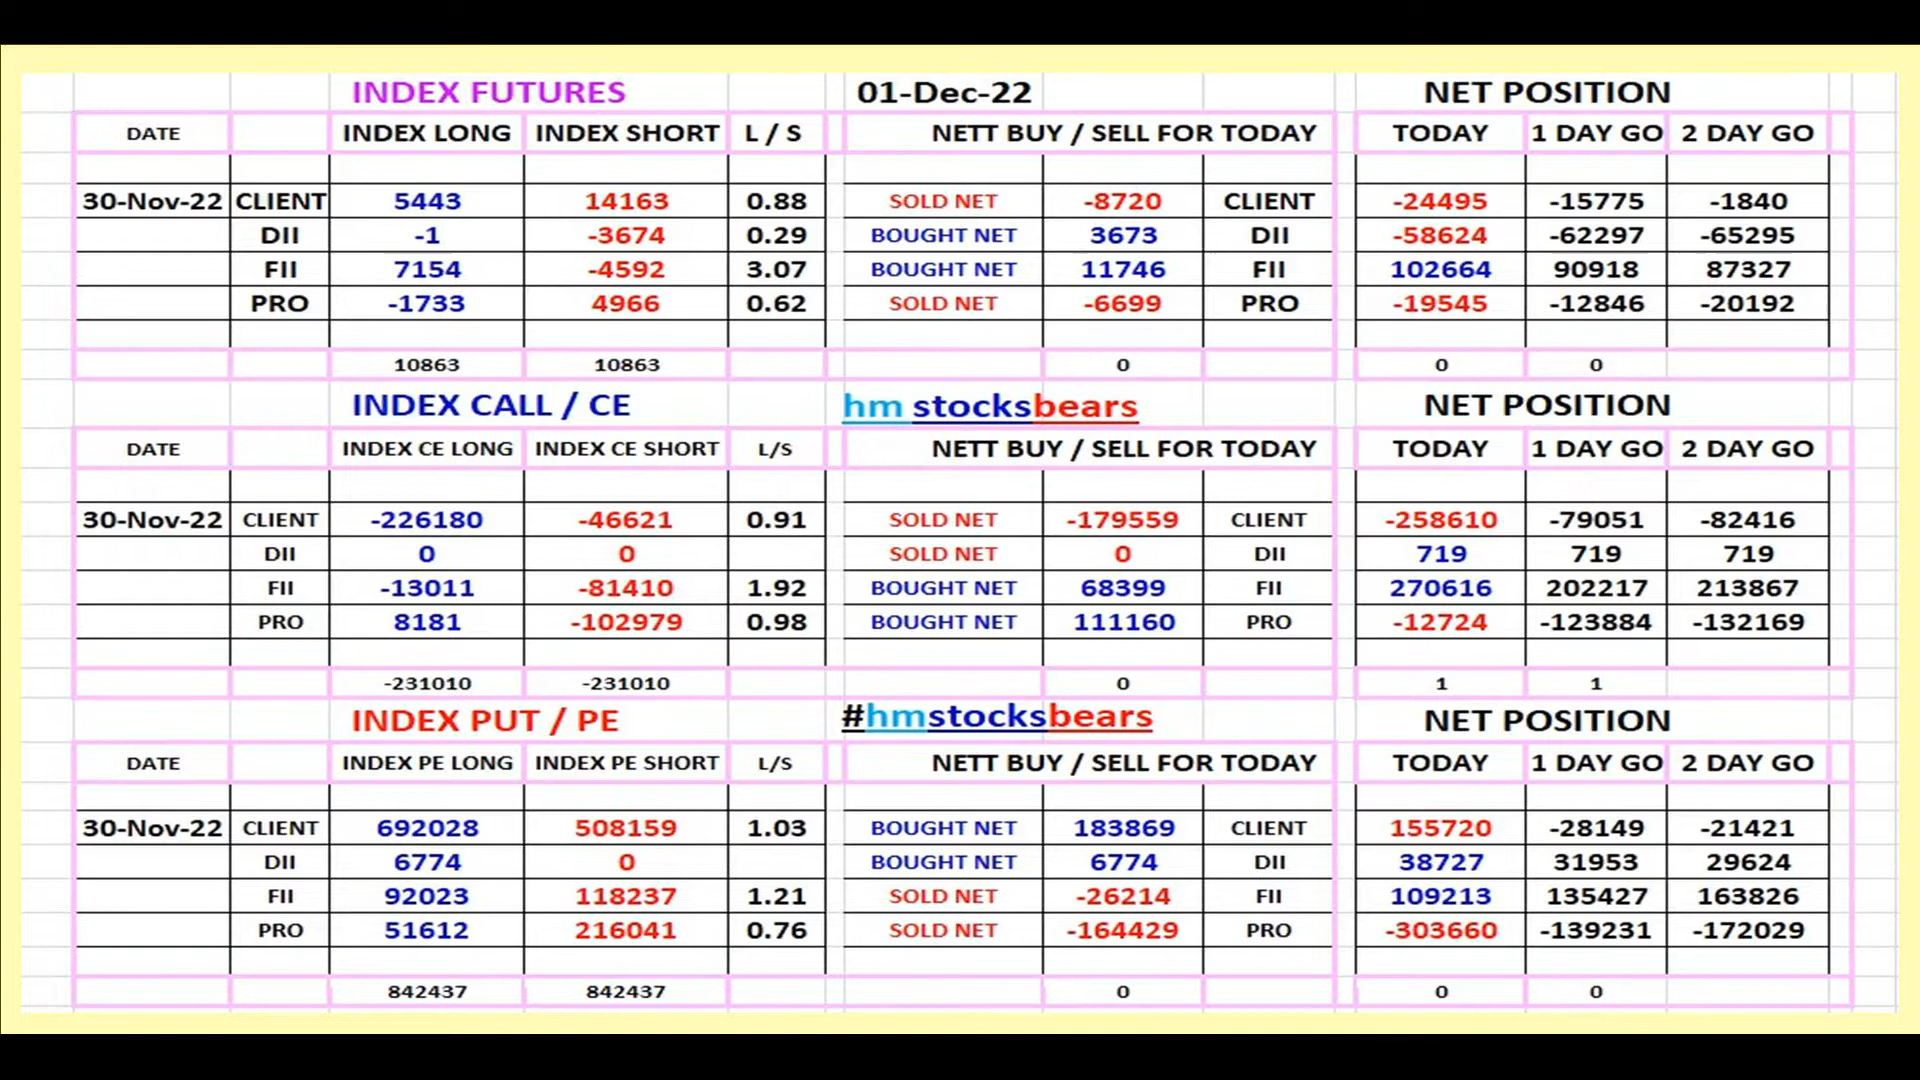 INDEX FUTURES 01-Dec-22 NET POSITION
DATE INDEX LONG INDEX SHORT L / S NETT BUY / SELL FOR TODAY TODAY 1 DAY GO 2 DAY GO
30-Nov-22 CLIENT 5443 14163 0.88 SOLD NET -8720 CLIENT -24495 -15775 -1840
DII -1 -3674 0.29 BOUGHT NET 3673 DII -58624 -62297 -65295
FII 7154 -4592 3.07 BOUGHT NET 11746 FII 102664 90918 87327
PRO -1733 4966 0.62 SOLD NET -6699 PRO -19545 -12846 -20192
10863 10863 0 0 0
INDEX CALL / CE hm stocksbears NET POSITION
DATE INDEX CE LONG INDEX CE SHORT L/S NETT BUY / SELL FOR TODAY TODAY 1 DAY GO 2 DAY GO
30-Nov-22 CLIENT -226180 -46621 0.91 SOLD NET -179559 CLIENT -258610 -79051 -82416
DII 0 0 SOLD NET 0 DII 719 719 719
FII -13011 -81410 1.92 BOUGHT NET 68399 FII 270616 202217 213867
PRO 8181 -102979 0.98 BOUGHT NET 111160 PRO -12724 -123884 -132169
-231010 -231010 0 1 1
INDEX PUT / PE #hmstocksbears NET POSITION
DATE INDEX PE LONG INDEX PE SHORT L/S NETT BUY / SELL FOR TODAY TODAY 1 DAY GO 2 DAY GO
30-Nov-22 CLIENT 692028 508159 1.03 BOUGHT NET 183869 CLIENT 155720 -28149 -21421
DII 6774 0 BOUGHT NET 6774 DII 38727 31953 29624
FII 92023 118237 1.21 SOLD NET -26214 FII 109213 135427 163826
PRO 51612 216041 0.76 SOLD NET -164429 PRO -303660 -139231 -172029
842437 842437 0 0 0